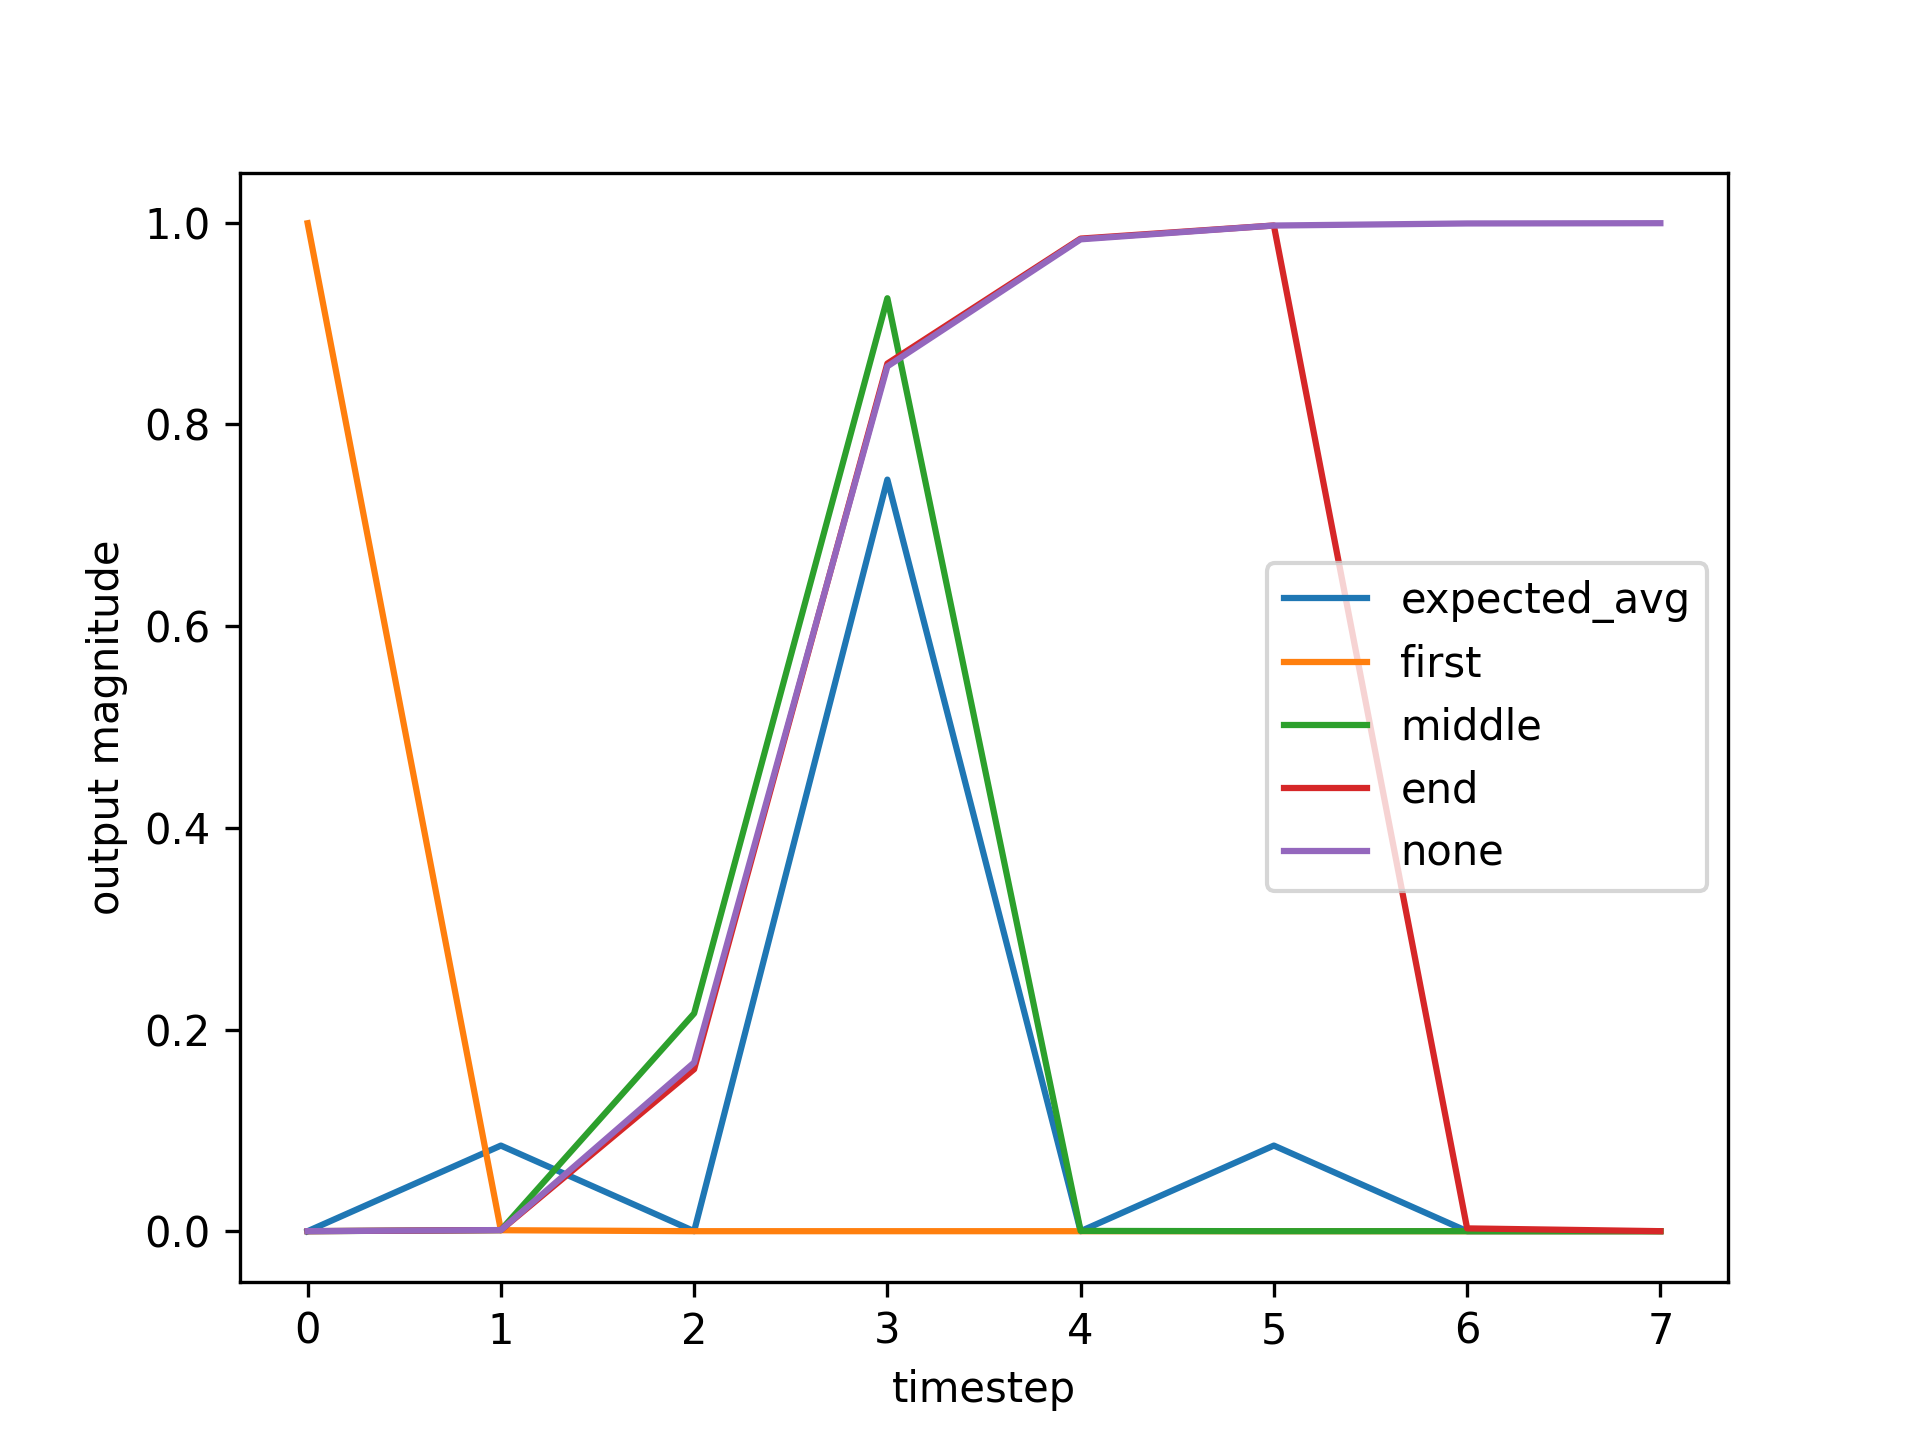 1.0
0.8
0.6
0.4
0.2
0.0
output magnitude
expected_avg
first
middle
end
none
0 1 2 3 4 5 6 7
timestep